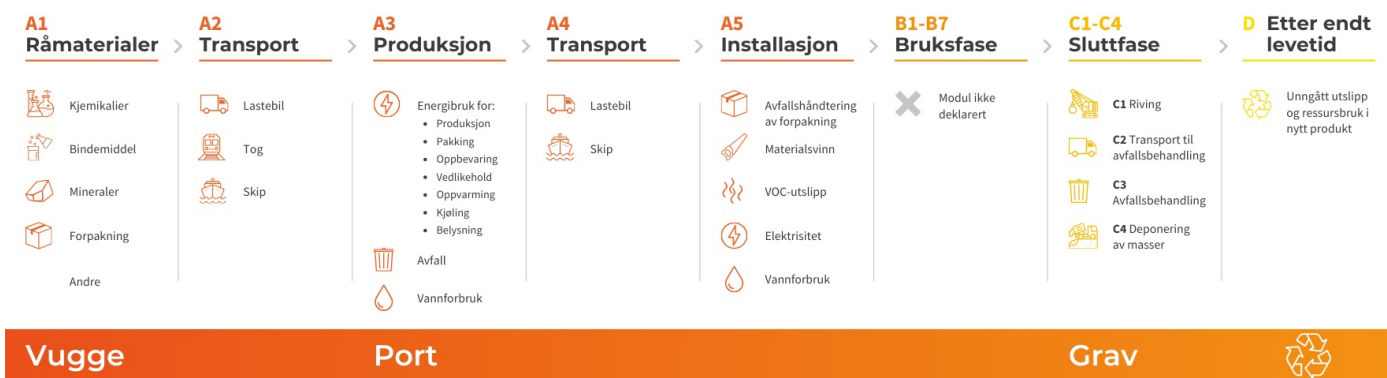 A1
Råmaterialer
Kjemikalier
Bindemiddel
Mineraler
Forpakning
Andre
A2
Transport
Lastebil
Tog
Skip
A3
Produksjon
Energibruk for:
• Produksjon
• Pakking
• Oppbevaring
• Vedlikehold
• Oppvarming
• Kjøling
• Belysning
Avfall
Vannforbruk
A4
Transport
Lastebil
Skip
A5
Installasjon
Avfallshåndtering
av forpakning
Materialsvinn
VOC-utslipp
Elektrisitet
Vannforbruk
B1-B7
Bruksfase
Modul ikke
deklarert
C1-C4
Sluttfase
C1 Riving
C2 Transport til
avfallsbehandling
C3
Avfallsbehandling
C4 Deponering
av masser
D Etter endt
levetid
Unngått utslipp
og ressursbruk i
nytt produkt
Vugge
Port
Grav